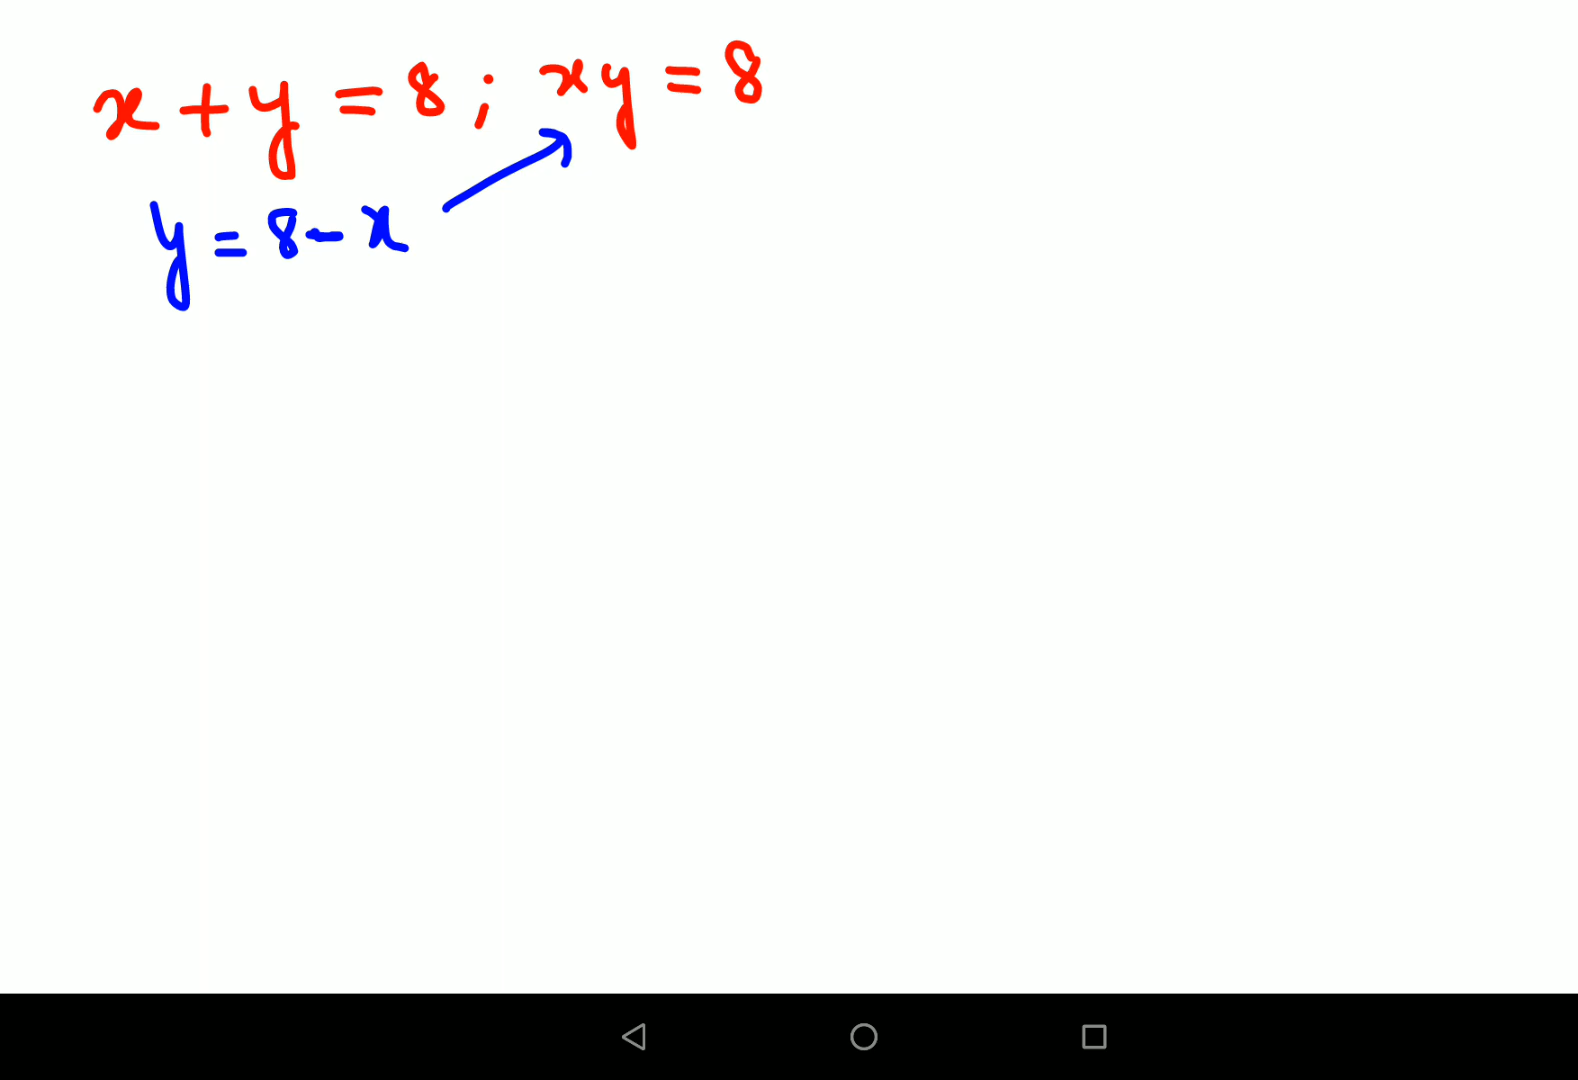 x + y = 8 ; xy = 8
y = 8 - x